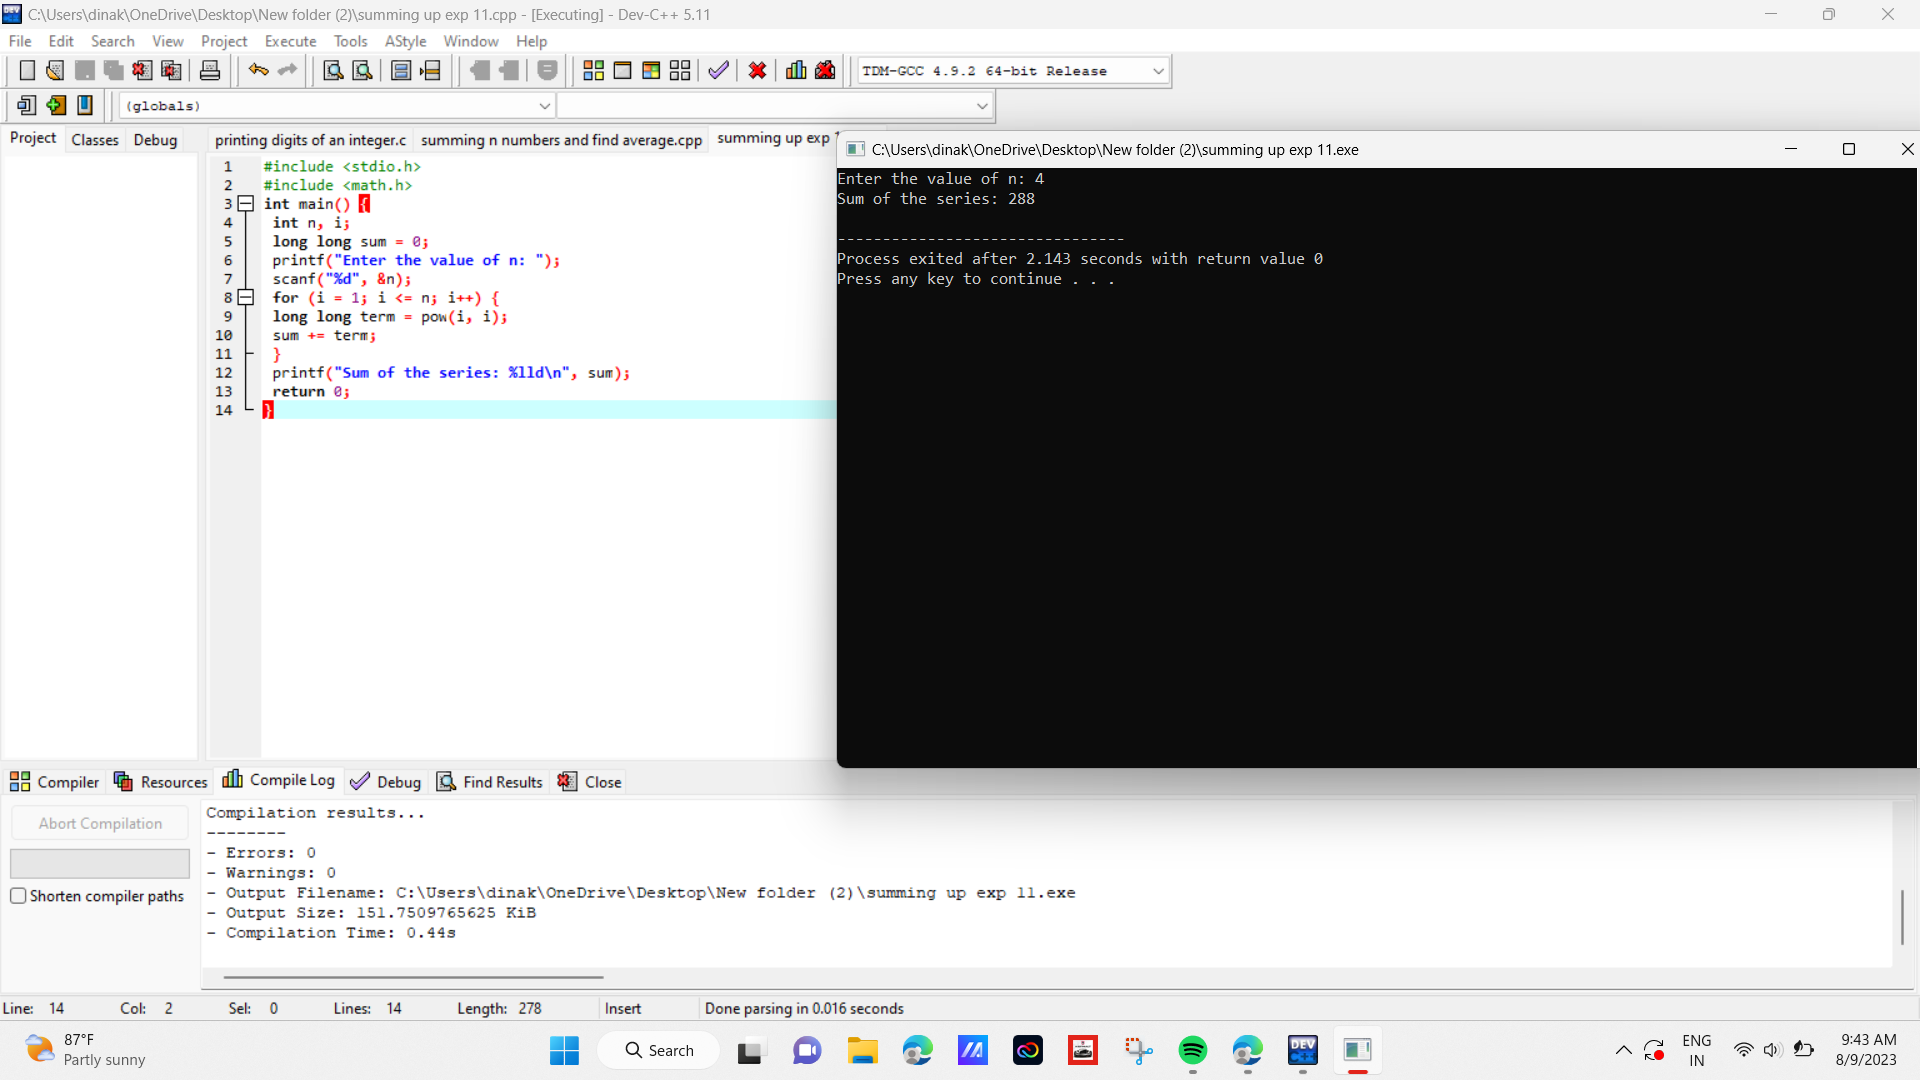 C:\Users\dinak\OneDrive\Desktop\New folder (2)\summing up exp 11.cpp - [Executing] - Dev-C++ 5.11
File Edit Search View Project Execute Tools AStyle Window Help
TDM-GCC 4.9.2 64-bit Release
(globals)
Project Classes Debug
printing digits of an integer.c summing n numbers and find average.cpp summing up exp
1 #include <stdio.h>
2 #include <math.h>
3 int main() {
4 int n, i;
5 long long sum = 0;
6 printf("Enter the value of n: ");
7 scanf("%d", &n);
8 for (i = 1; i <= n; i++) {
9 long long term = pow(i, i);
10 sum += term;
11 }
12 printf("Sum of the series: %lld\n", sum);
13 return 0;
14 }
C:\Users\dinak\OneDrive\Desktop\New folder (2)\summing up exp 11.exe
Enter the value of n: 4
Sum of the series: 288
--------------------------------
Process exited after 2.143 seconds with return value 0
Press any key to continue . . .
Compiler Resources Compile Log Debug Find Results Close
Abort Compilation
Shorten compiler paths
Compilation results...
--------
- Errors: 0
- Warnings: 0
- Output Filename: C:\Users\dinak\OneDrive\Desktop\New folder (2)\summing up exp 11.exe
- Output Size: 151.7509765625 KiB
- Compilation Time: 0.44s
Line: 14 Col: 2 Sel: 0 Lines: 14 Length: 278 Insert Done parsing in 0.016 seconds
87°F
Partly sunny
Search
DEV
C++
ENG
IN
9:43 AM
8/9/2023